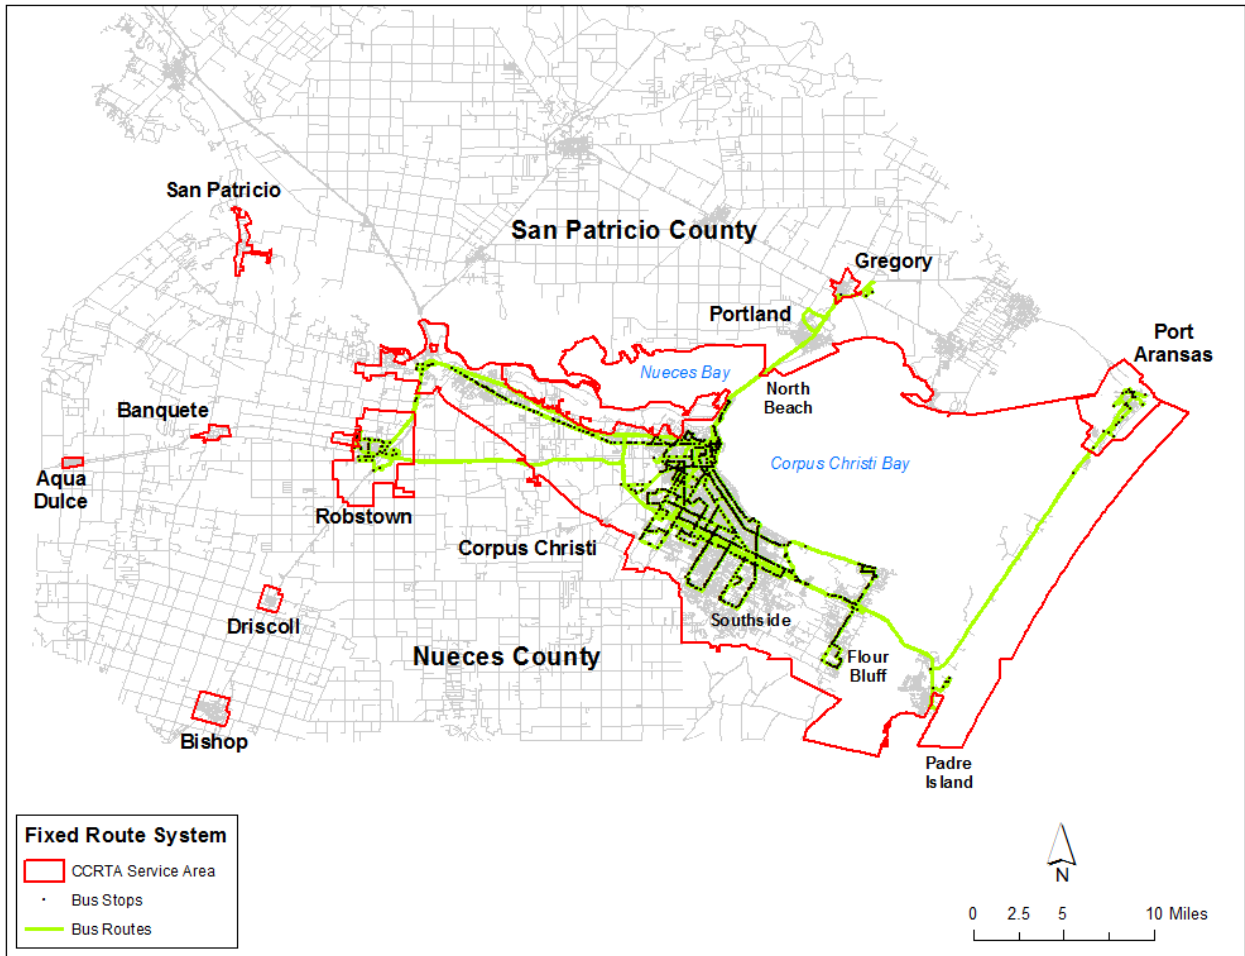 San Patricio
San Patricio County
Gregory
Portland
Port
Aransas
Nueces Bay
North
Beach
Banquete
Corpus Christi Bay
Aqua
Dulce
Robstown
Corpus Christi
Southside
Driscoll
Nueces County
Flour
Bluff
Bishop
Padre
Island
Fixed Route System
CCRTA Service Area
Bus Stops
Bus Routes
N
0 2.5 5 10 Miles